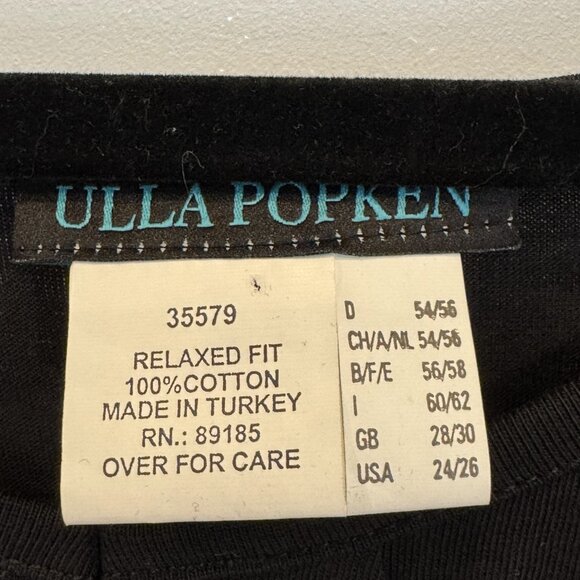 ULLA POPKEN
35579
RELAXED FIT
100%COTTON
MADE IN TURKEY
RN.: 89185
OVER FOR CARE
D 54/56
CH/A/NL 54/56
B/F/E 56/58
I 60/62
GB 28/30
USA 24/26